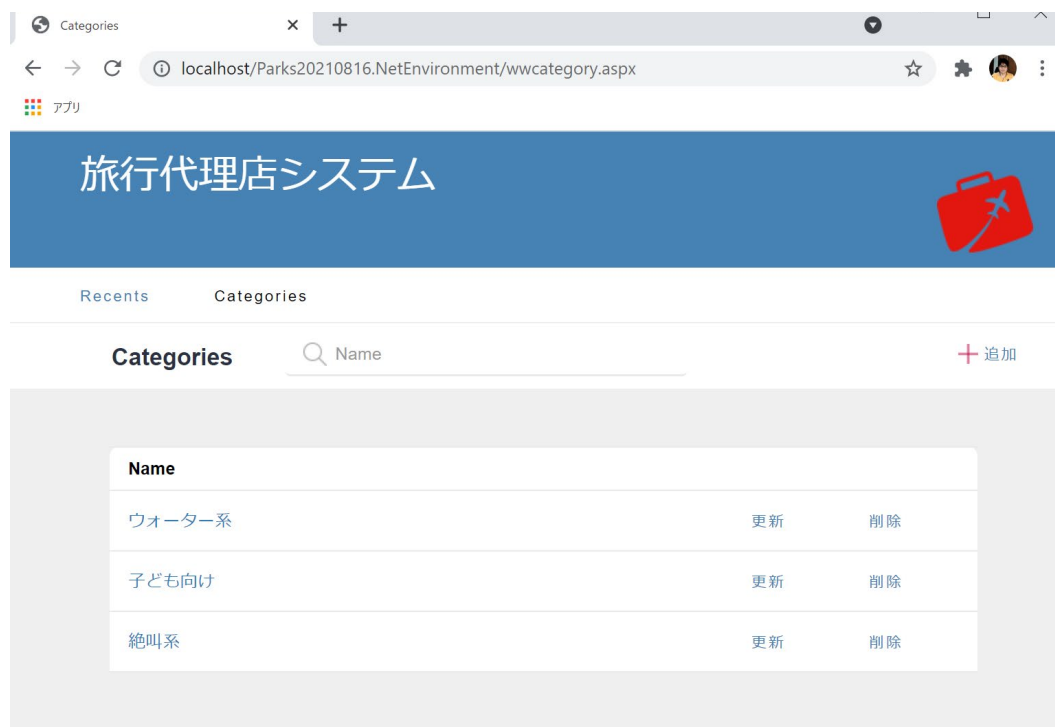 Categories
localhost/Parks20210816.NetEnvironment/wwcategory.aspx
アプリ
旅行代理店システム
Recents Categories
Categories Name 追加
Name
ウォーター系 更新 削除
子ども向け 更新 削除
絶叫系 更新 削除